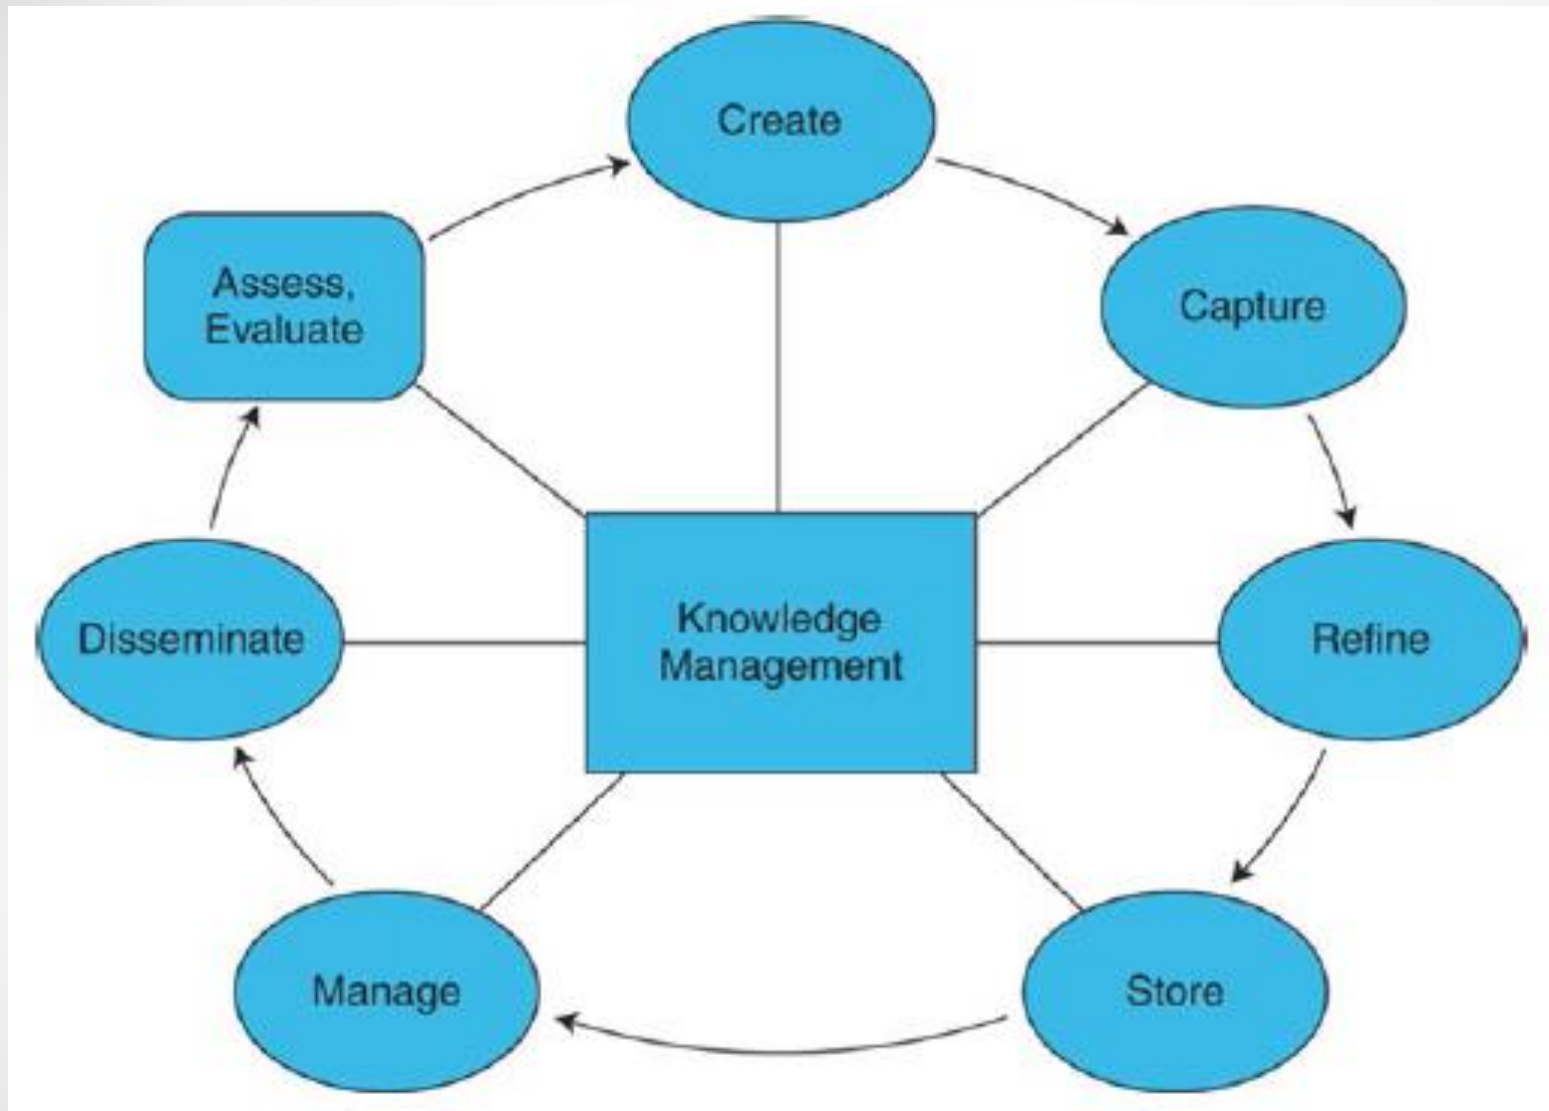 Create
Capture
Refine
Store
Manage
Disseminate
Assess,
Evaluate
Knowledge
Management